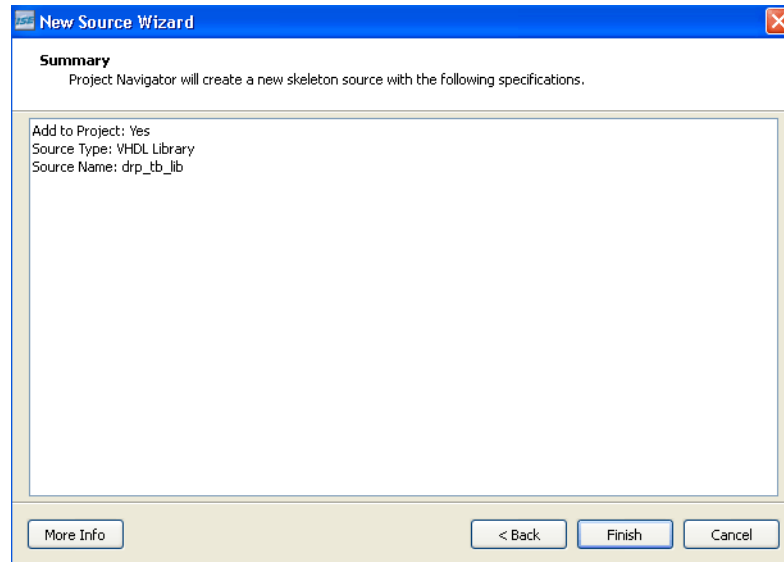 ISE New Source Wizard
Summary
Project Navigator will create a new skeleton source with the following specifications.
Add to Project: Yes
Source Type: VHDL Library
Source Name: drp_tb_lib
More Info
< Back
Finish
Cancel